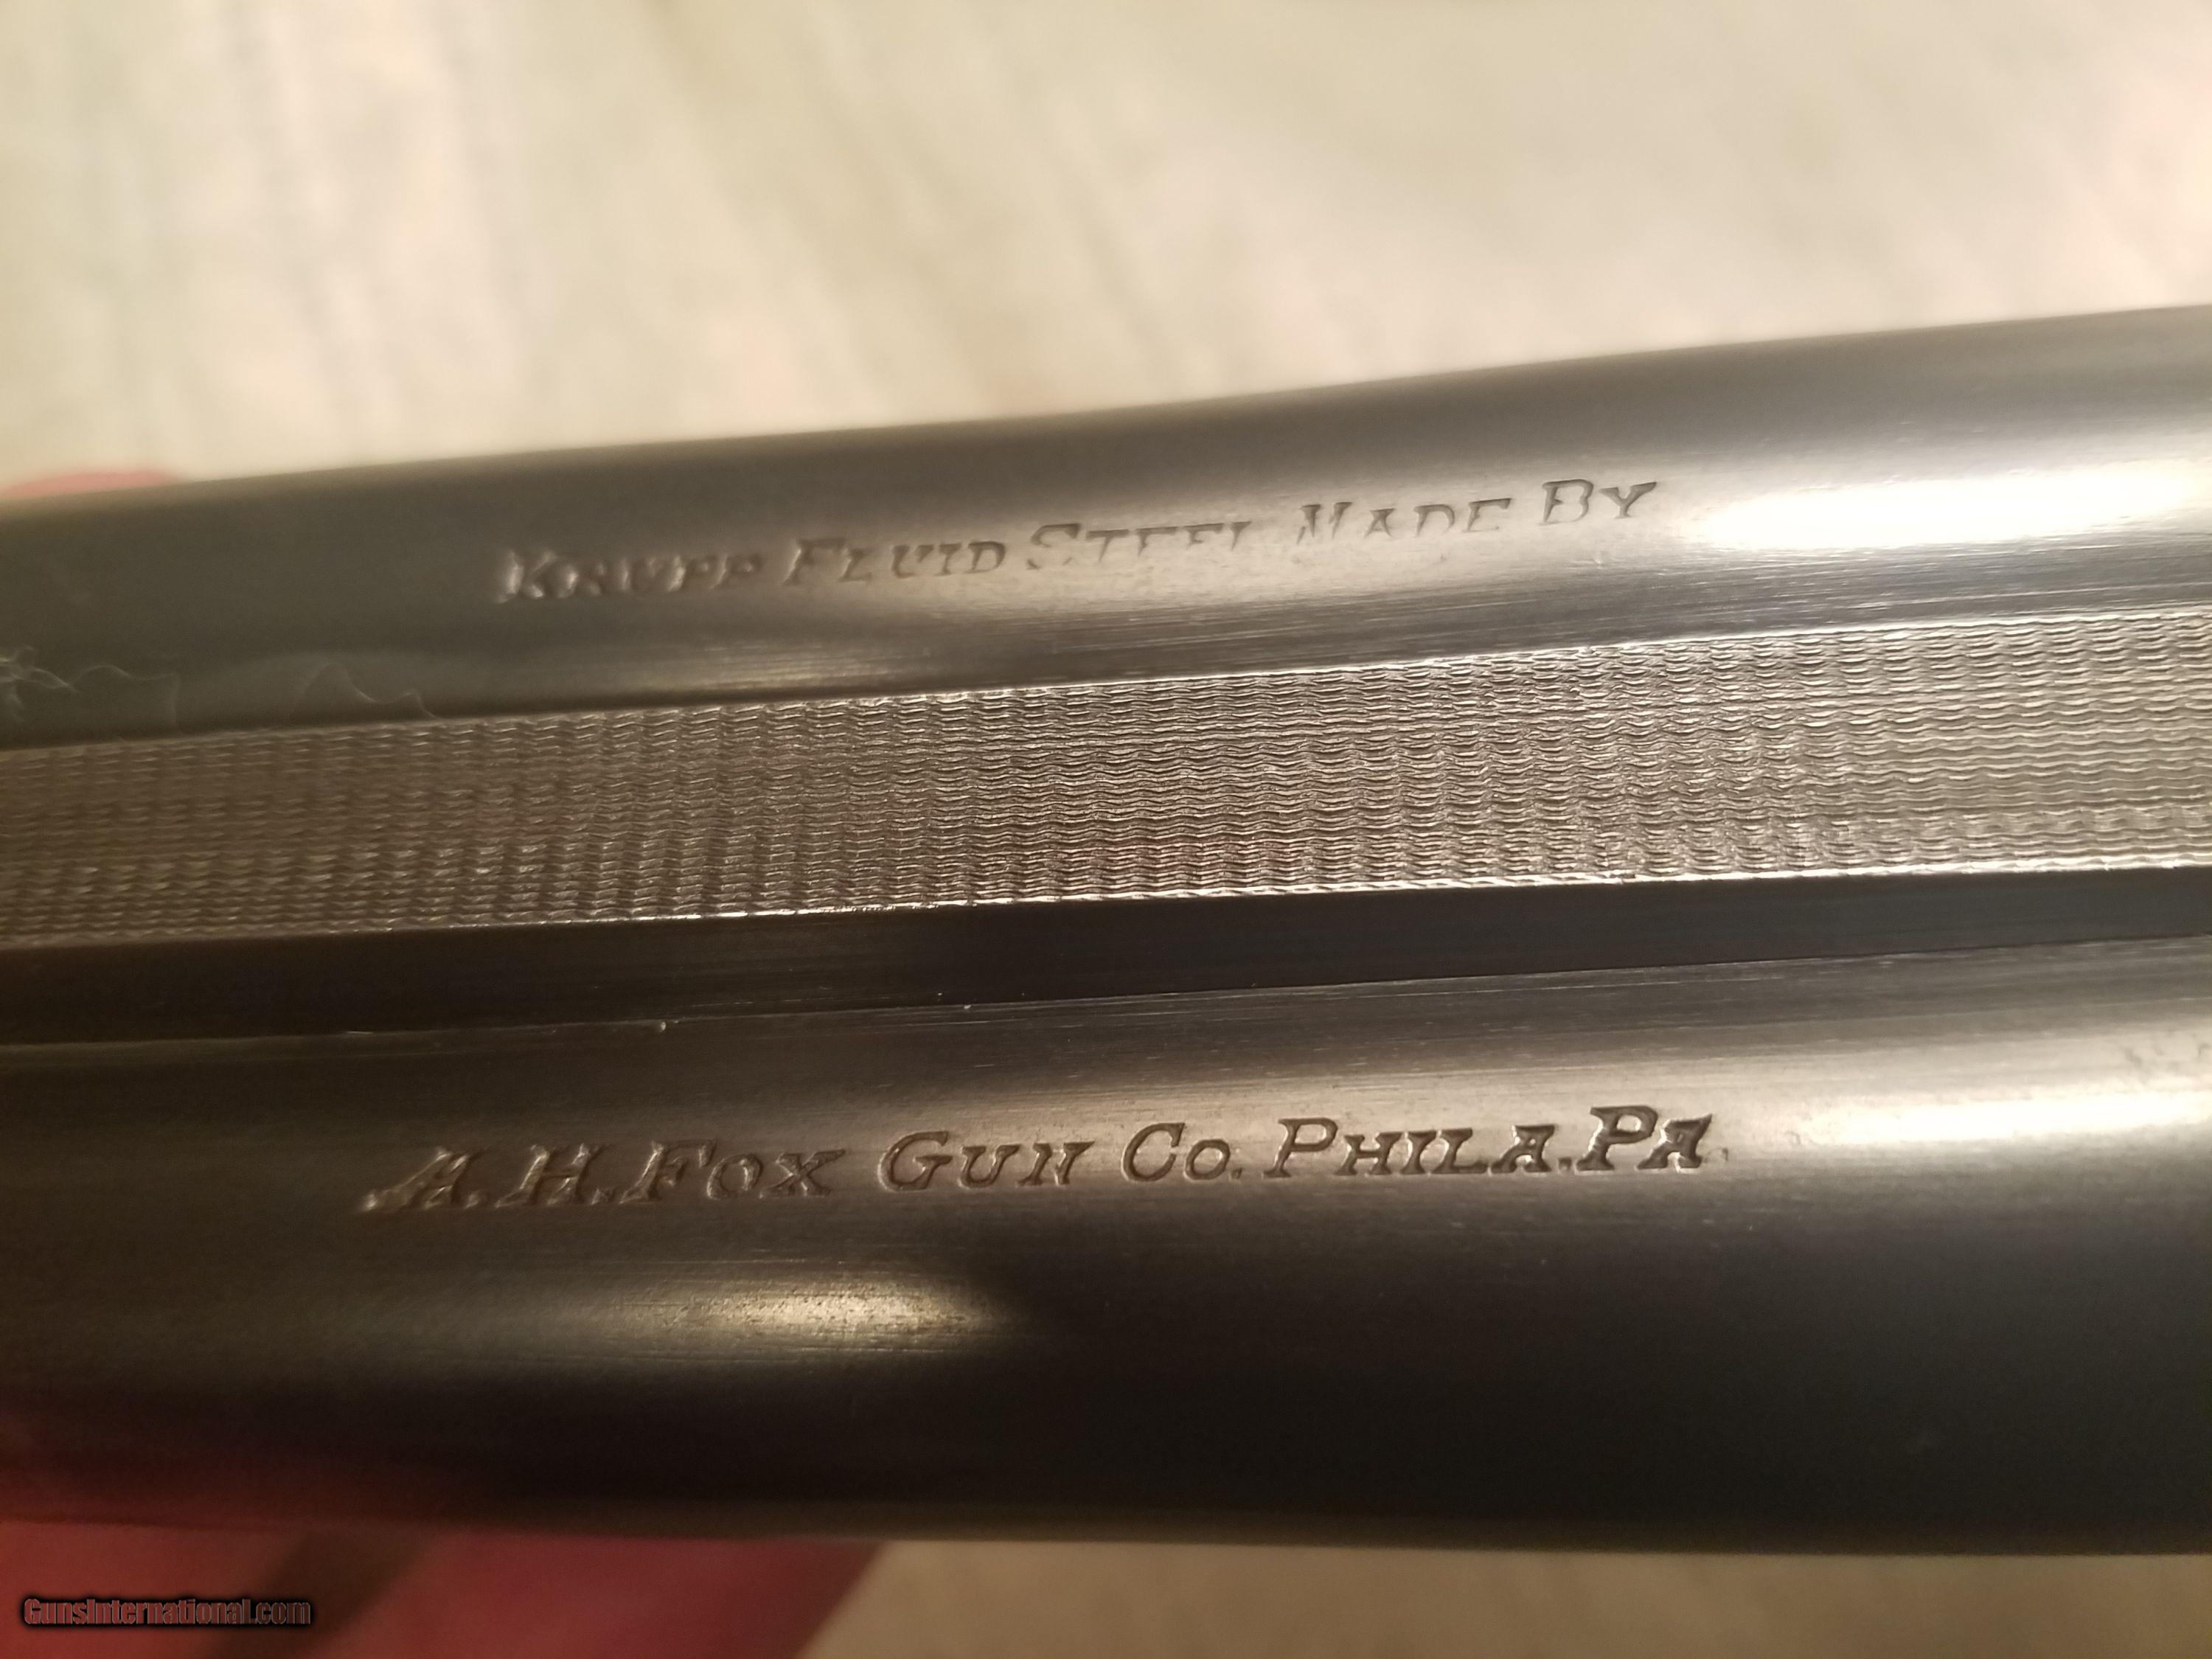 KRUPP FLUID STEEL MADE BY
A.H.FOX GUN CO. PHILA.PA.
GunsInternational.com